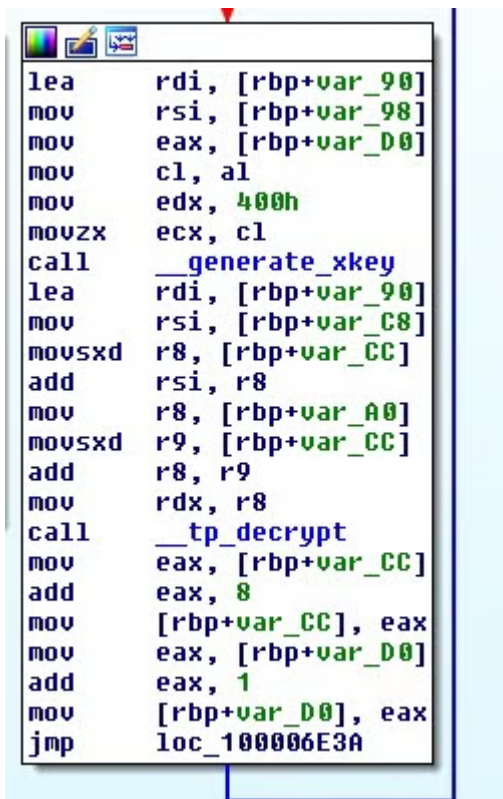 lea rdi, [rbp+var_90]
mov rsi, [rbp+var_98]
mov eax, [rbp+var_D0]
mov cl, al
mov edx, 400h
movzx ecx, cl
call __generate_xkey
lea rdi, [rbp+var_90]
mov rsi, [rbp+var_C8]
movsxd r8, [rbp+var_CC]
add rsi, r8
mov r8, [rbp+var_A0]
movsxd r9, [rbp+var_CC]
add r8, r9
mov rdx, r8
call __tp_decrypt
mov eax, [rbp+var_CC]
add eax, 8
mov [rbp+var_CC], eax
mov eax, [rbp+var_D0]
add eax, 1
mov [rbp+var_D0], eax
jmp loc_100006E3A